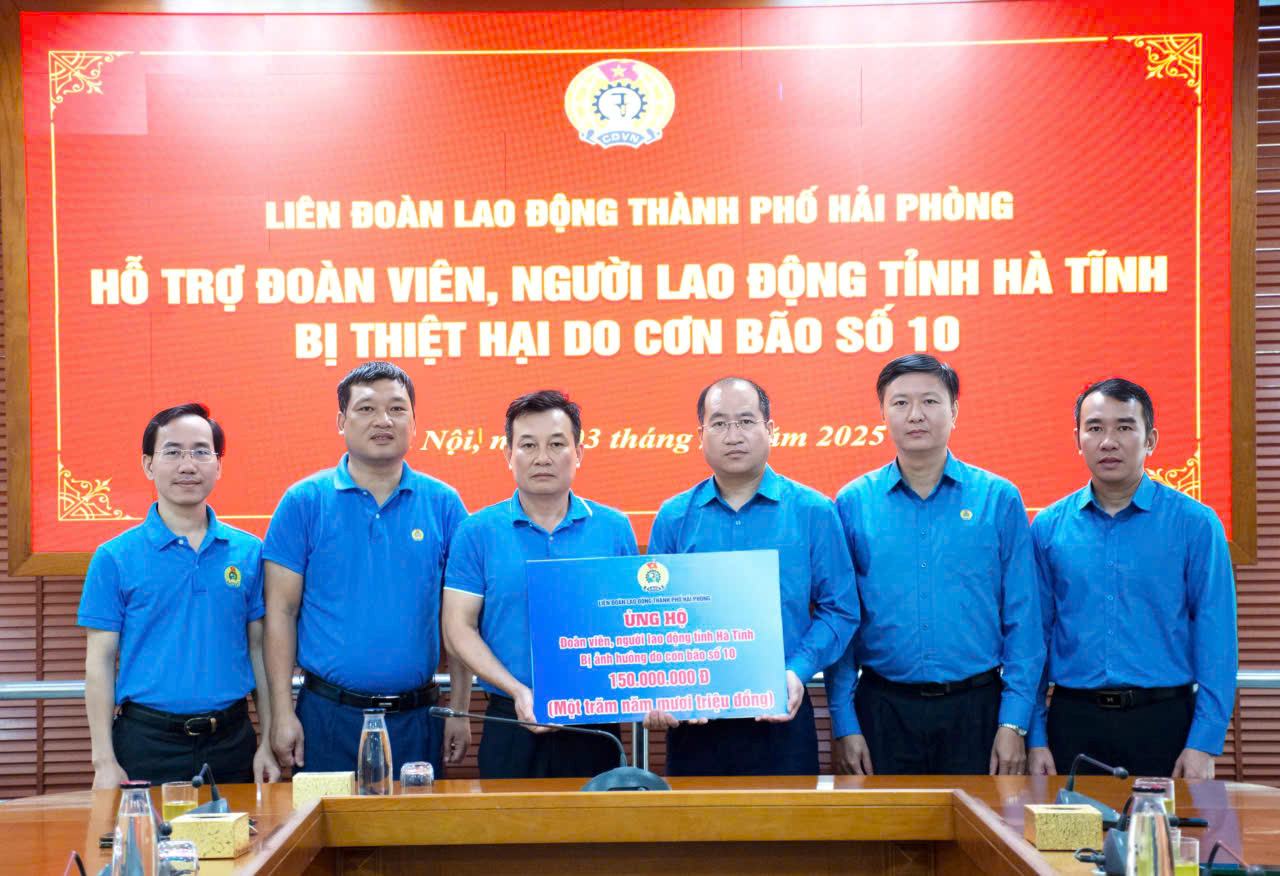 CĐVN
LIÊN ĐOÀN LAO ĐỘNG THÀNH PHỐ HẢI PHÒNG
HỖ TRỢ ĐOÀN VIÊN, NGƯỜI LAO ĐỘNG TỈNH HÀ TĨNH
BỊ THIỆT HẠI DO CƠN BÃO SỐ 10
Nội, 03 tháng 2025
LIÊN ĐOÀN LAO ĐỘNG THÀNH PHỐ HẢI PHÒNG
ỦNG HỘ
Đoàn viên, người lao động tỉnh Hà Tĩnh
Bị ảnh hưởng do cơn bão số 10
150.000.000 Đ
(Một trăm năm mươi triệu đồng)